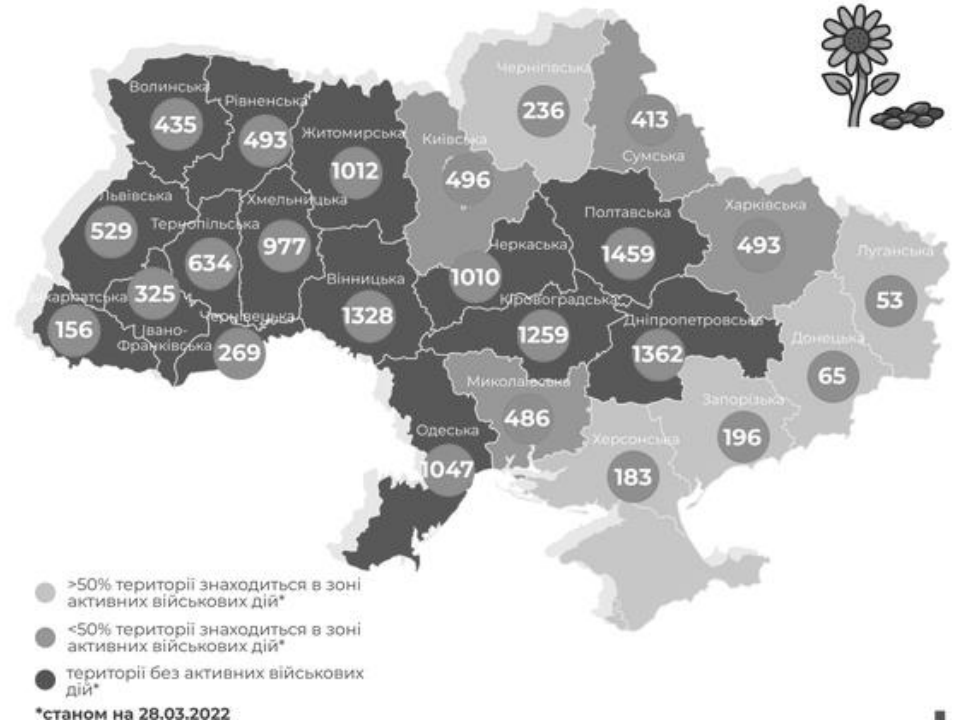 Чернігівська
236
Волинська
435
Рівненська
493
Житомирська
1012
Київська
496
413
Сумська
Львівська
529
Тернопільська
634
Хмельницька
977
Полтавська
1459
Харківська
493
Черкаська
1010
Луганська
53
Вінницька
1328
Кіровоградська
1259
Дніпропетровська
1362
325
Івано-
Франківська
156
Чернівецька
269
Донецька
65
Миколаївська
486
Запорізька
196
Одеська
1047
Херсонська
183
>50% території знаходиться в зоні
активних військових дій*
<50% території знаходиться в зоні
активних військових дій*
території без активних військових
дій*
*станом на 28.03.2022